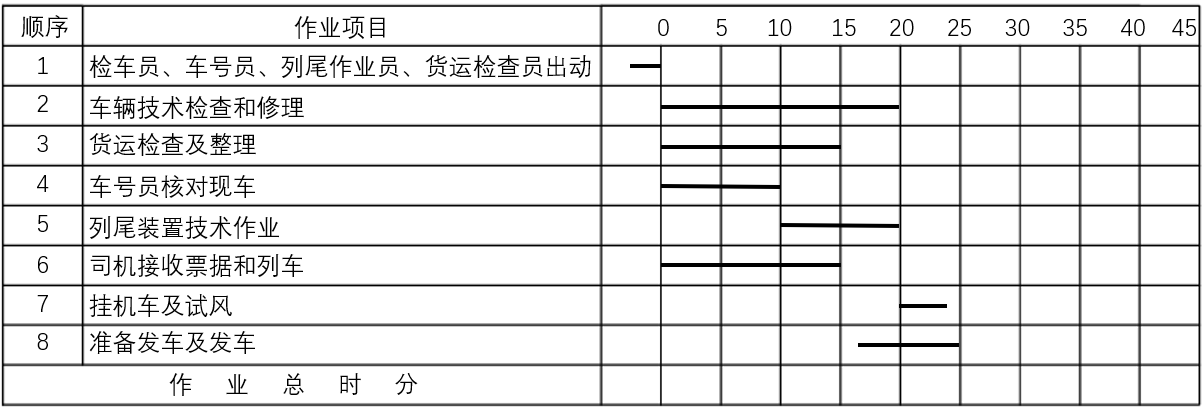 顺序 作业项目 0 5 10 15 20 25 30 35 40 45
1 检车员、车号员、列尾作业员、货运检查员出动
2 车辆技术检查和修理
3 货运检查及整理
4 车号员核对现车
5 列尾装置技术作业
6 司机接收票据和列车
7 挂机车及试风
8 准备发车及发车
作业总时分